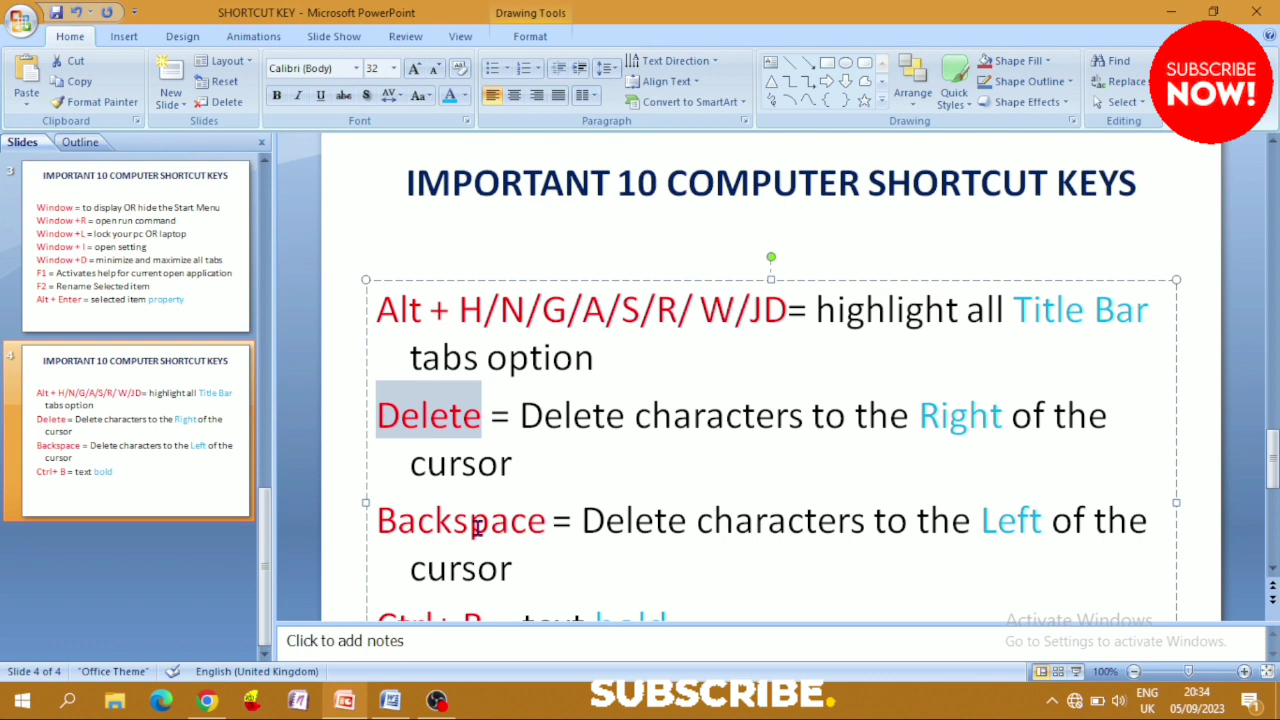 SHORTCUT KEY - Microsoft PowerPoint
Drawing Tools
Home Insert Design Animations Slide Show Review View Format
SUBSCRIBE
NOW!
Paste
Cut
Copy
Format Painter
Clipboard
New
Slide
Layout
Reset
Delete
Slides
Calibri (Body) 32
B I U abc S AV Aa A
Font
Text Direction
Align Text
Convert to SmartArt
Paragraph
Arrange
Quick
Styles
Shape Fill
Shape Outline
Shape Effects
Drawing
Find
Replace
Select
Editing
Slides Outline
3
IMPORTANT 10 COMPUTER SHORTCUT KEYS
Window = to display OR hide the Start Menu
Window +R = open run command
Window +L = lock your pc OR laptop
Window + I = open setting
Window +D = minimize and maximize all tabs
F1 = Activates help for current open application
F2 = Rename Selected item
Alt + Enter = selected item property
4
IMPORTANT 10 COMPUTER SHORTCUT KEYS
Alt + H/N/G/A/S/R/ W/JD= highlight all Title Bar
tabs option
Delete = Delete characters to the Right of the
cursor
Backspace = Delete characters to the Left of the
cursor
Ctrl+ B = text bold
IMPORTANT 10 COMPUTER SHORTCUT KEYS
Alt + H/N/G/A/S/R/ W/JD= highlight all Title Bar
tabs option
Delete = Delete characters to the Right of the
cursor
Backspace = Delete characters to the Left of the
cursor
Ctrl+ B = text bold
Activate Windows
Go to Settings to activate Windows.
Click to add notes
Slide 4 of 4 "Office Theme" English (United Kingdom) 100%
SUBSCRIBE.
ENG
UK
20:34
05/09/2023
1